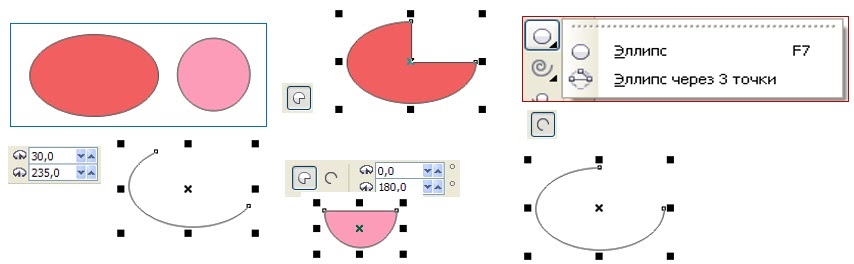 Эллипс F7
Эллипс через 3 точки
30,0
235,0
0,0 °
180,0 °